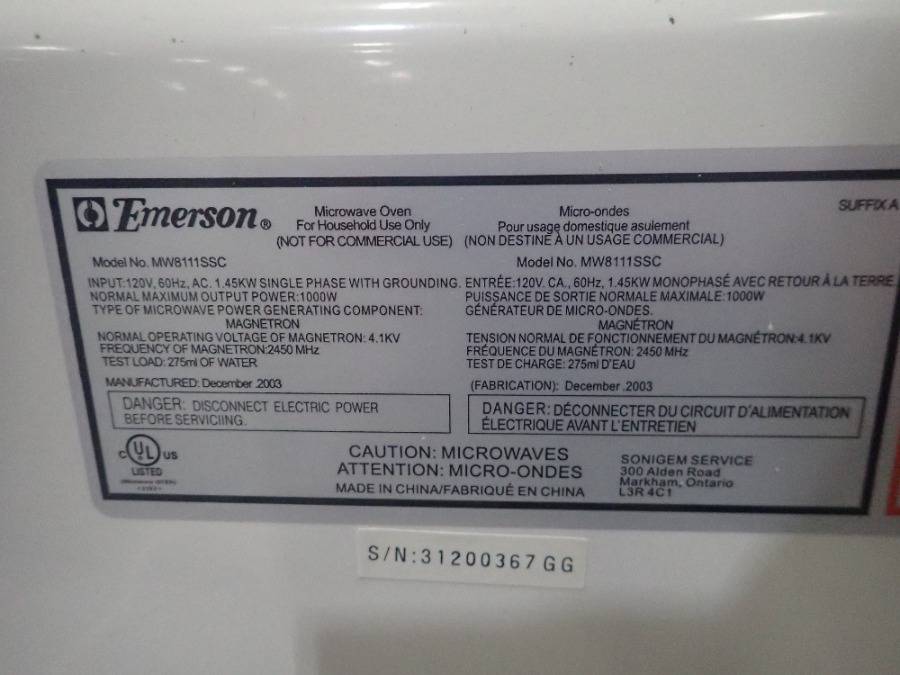 Emerson®
Microwave Oven
For Household Use Only
(NOT FOR COMMERCIAL USE)
Micro-ondes
Pour usage domestique asulement
(NON DESTINÉ À UN USAGE COMMERCIAL)
SUFFIX A
Model No. MW8111SSC
INPUT:120V, 60Hz, AC. 1.45KW SINGLE PHASE WITH GROUNDING.
NORMAL MAXIMUM OUTPUT POWER:1000W
TYPE OF MICROWAVE POWER GENERATING COMPONENT:
MAGNETRON
NORMAL OPERATING VOLTAGE OF MAGNETRON: 4.1KV
FREQUENCY OF MAGNETRON:2450 MHz
TEST LOAD: 275ml OF WATER
MANUFACTURED: December .2003
DANGER: DISCONNECT ELECTRIC POWER
BEFORE SERVICIING.
Model No. MW8111SSC
ENTRÉE:120V. CA., 60Hz, 1.45KW MONOPHASÉ AVEC RETOUR À LA TERRE.
PUISSANCE DE SORTIE NORMALE MAXIMALE:1000W
GÉNÉRATEUR DE MICRO-ONDES.
MAGNÉTRON
TENSION NORMAL DE FONCTIONNEMENT DU MAGNÉTRON:4.1KV
FRÉQUENCE DU MAGNÉTRON: 2450 MHz
TEST DE CHARGE: 275ml D'EAU
(FABRICATION): December .2003
DANGER: DÉCONNECTER DU CIRCUIT D'ALIMENTATION
ÉLECTRIQUE AVANT L'ENTRETIEN
c UL US
LISTED
CAUTION: MICROWAVES
ATTENTION: MICRO-ONDES
MADE IN CHINA/FABRIQUÉ EN CHINA
SONIGEM SERVICE
300 Alden Road
Markham, Ontario
L3R 4C1
S/N:31200367GG